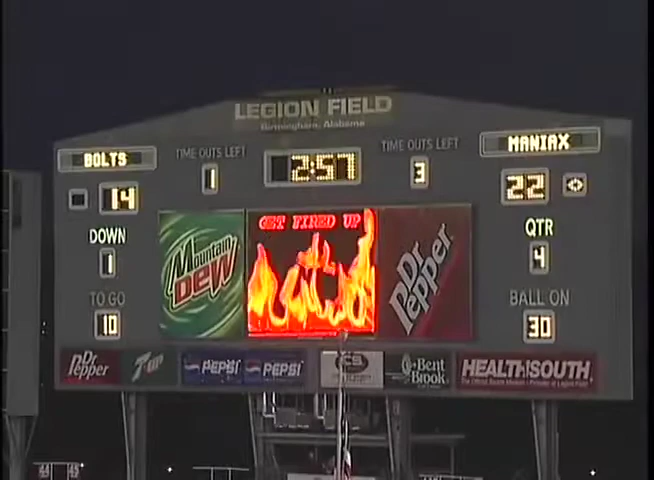 LEGION FIELD
Birmingham, Alabama
BOLTS
TIME OUTS LEFT
2:57
TIME OUTS LEFT
MANIAX
14
1
3
22
DOWN
GET FIRED UP
QTR
1
Mountain Dew
Dr Pepper
4
TO GO
BALL ON
10
30
Dr Pepper
7up
PEPSI
PEPSI
Bent Brook
HEALTHSOUTH
44
45